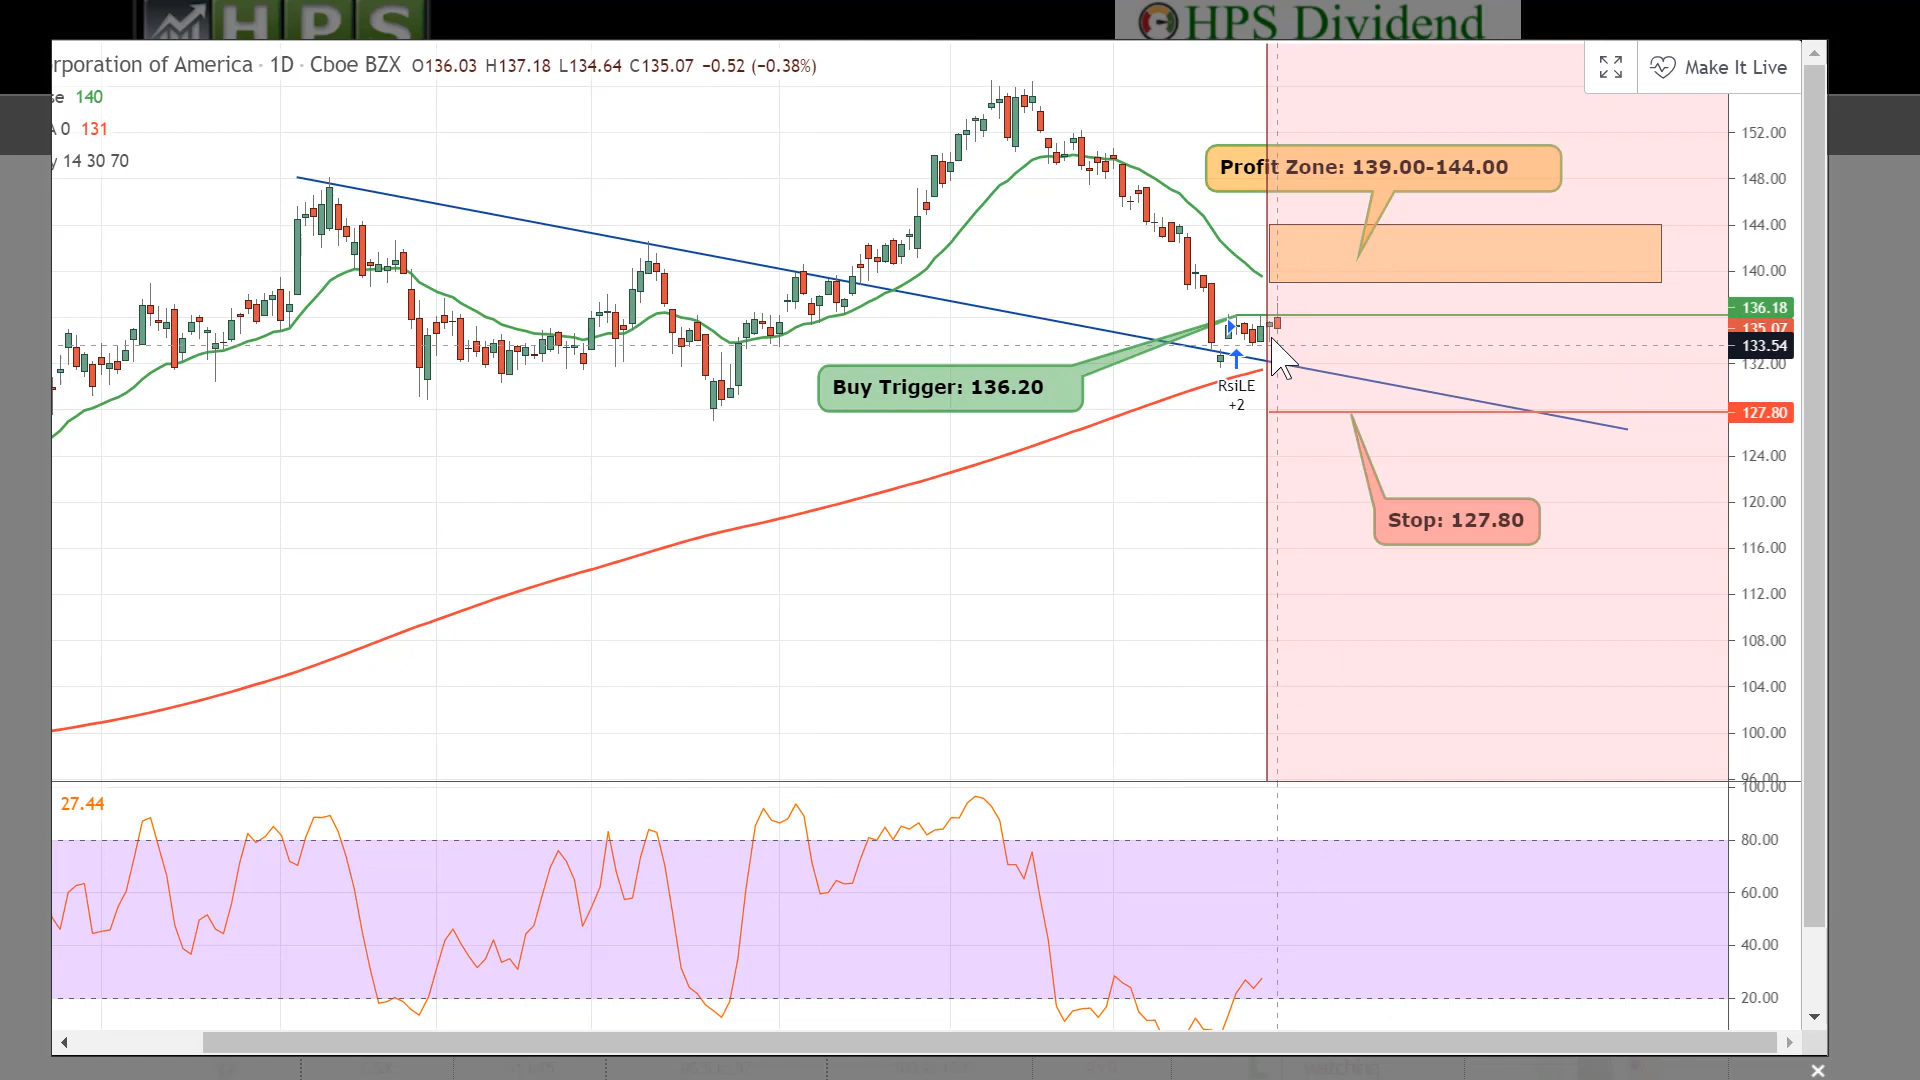 HPS
HPS Dividend
rporation of America · 1D · Cboe BZX O136.03 H137.18 L134.64 C135.07 −0.52 (−0.38%)
Make It Live
se 140
A 0 131
y 14 30 70
Profit Zone: 139.00-144.00
Buy Trigger: 136.20
RsiLE
+2
Stop: 127.80
152.00
148.00
144.00
140.00
136.18
135.07
133.54
132.00
127.80
124.00
120.00
116.00
112.00
108.00
104.00
100.00
96.00
27.44
100.00
80.00
60.00
40.00
20.00